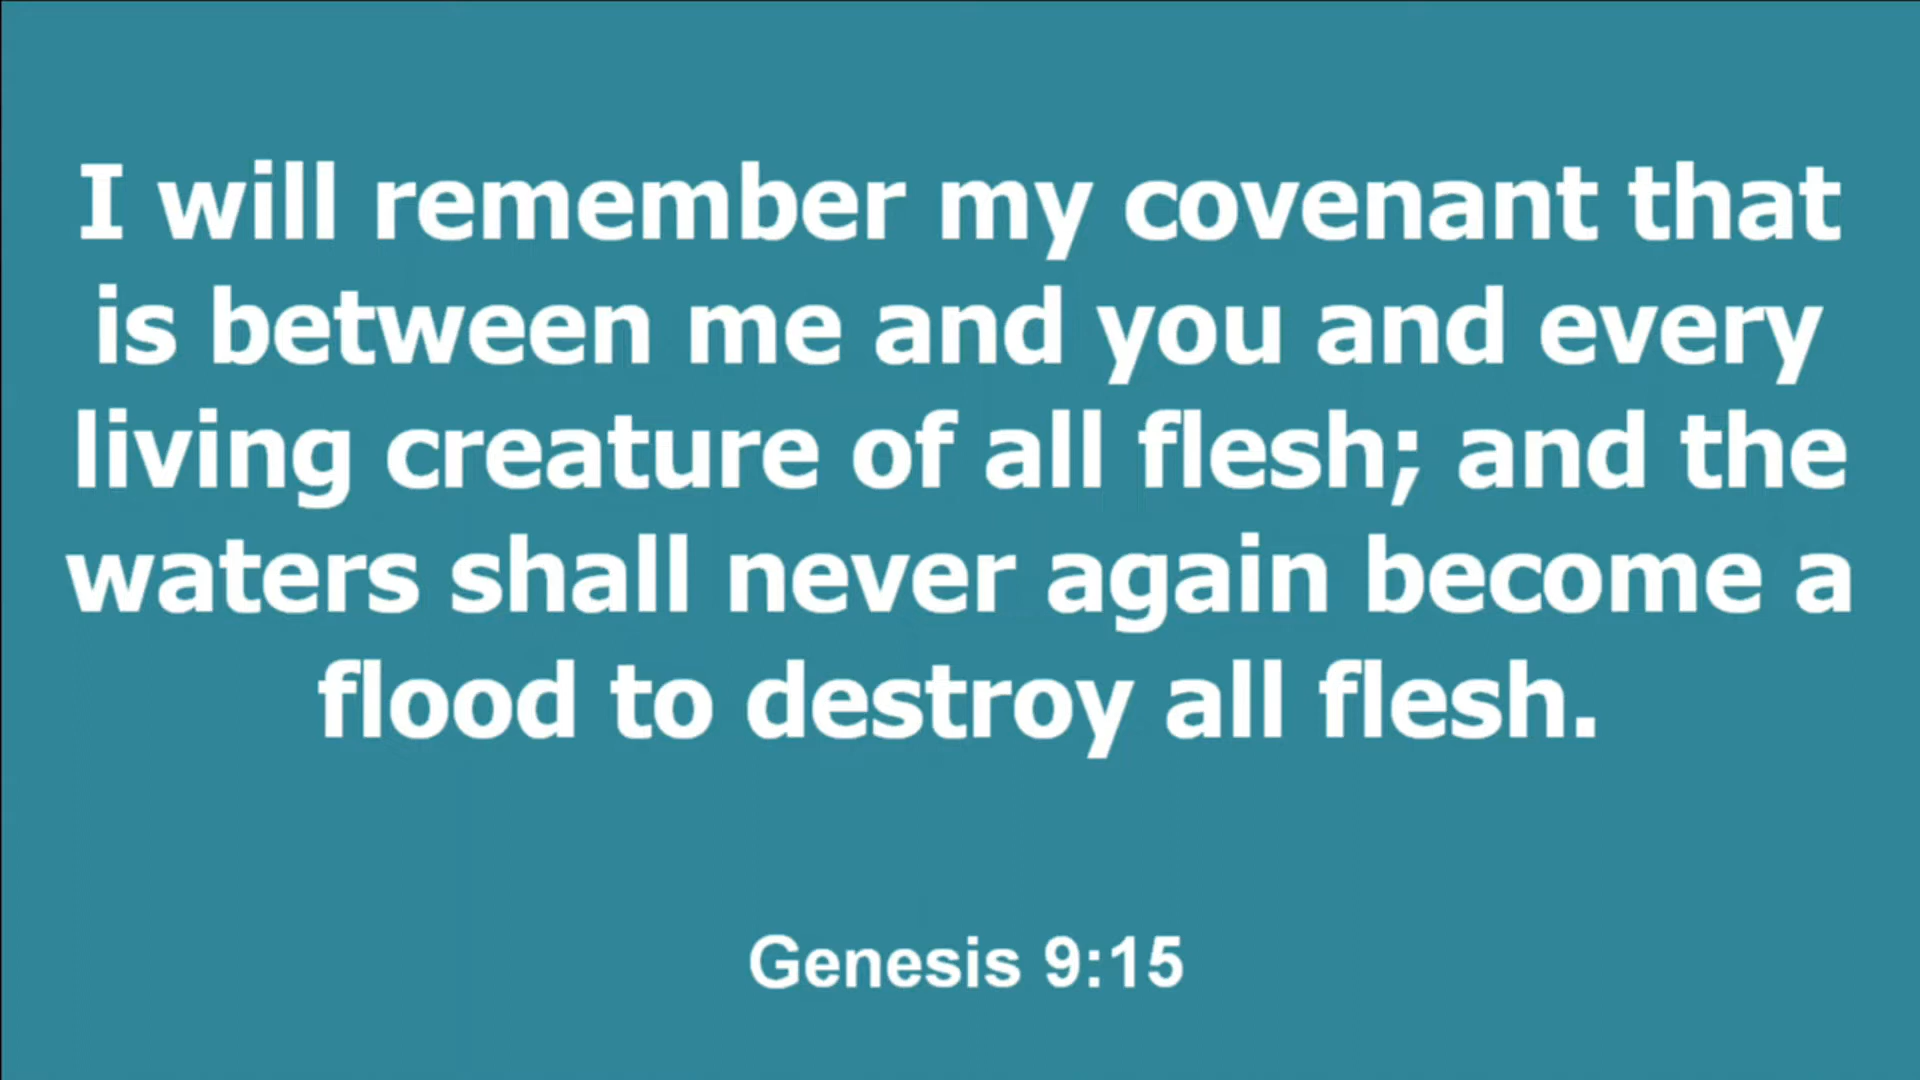 I will remember my covenant that
is between me and you and every
living creature of all flesh; and the
waters shall never again become a
flood to destroy all flesh.
Genesis 9:15